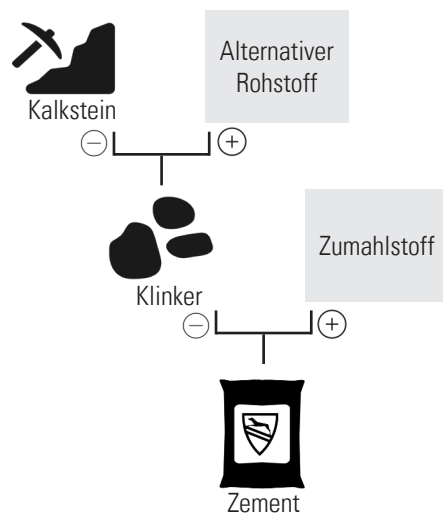 Alternativer
Rohstoff
Kalkstein
− +
Zumahlstoff
Klinker
− +
Zement